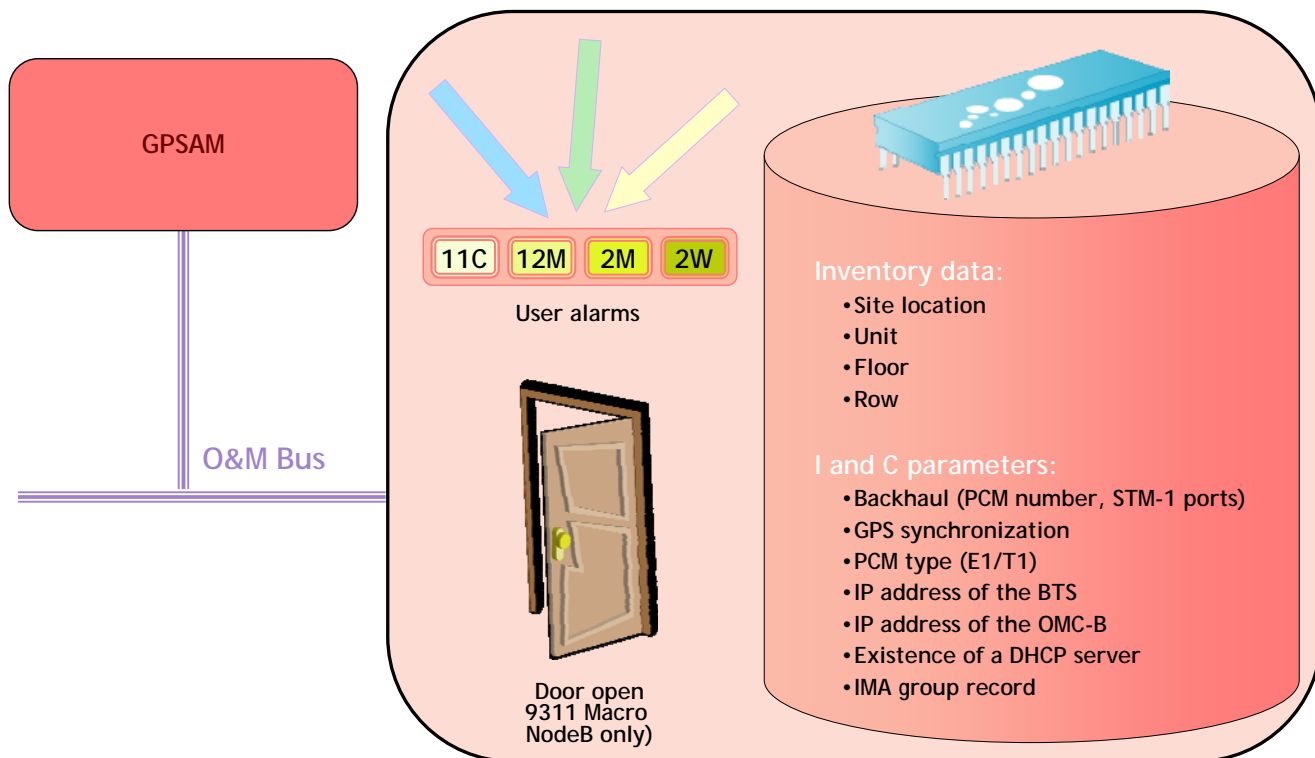 GPSAM
O&M Bus
11C 12M 2M 2W
User alarms
Door open
9311 Macro
NodeB only)
Inventory data:
•Site location
•Unit
•Floor
•Row
I and C parameters:
•Backhaul (PCM number, STM-1 ports)
•GPS synchronization
•PCM type (E1/T1)
•IP address of the BTS
•IP address of the OMC-B
•Existence of a DHCP server
•IMA group record